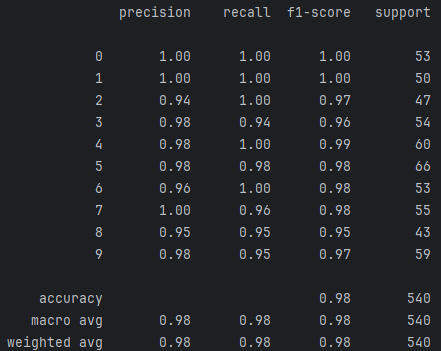 precision recall f1-score support
0 1.00 1.00 1.00 53
1 1.00 1.00 1.00 50
2 0.94 1.00 0.97 47
3 0.98 0.94 0.96 54
4 0.98 1.00 0.99 60
5 0.98 0.98 0.98 66
6 0.96 1.00 0.98 53
7 1.00 0.96 0.98 55
8 0.95 0.95 0.95 43
9 0.98 0.95 0.97 59
accuracy 0.98 540
macro avg 0.98 0.98 0.98 540
weighted avg 0.98 0.98 0.98 540